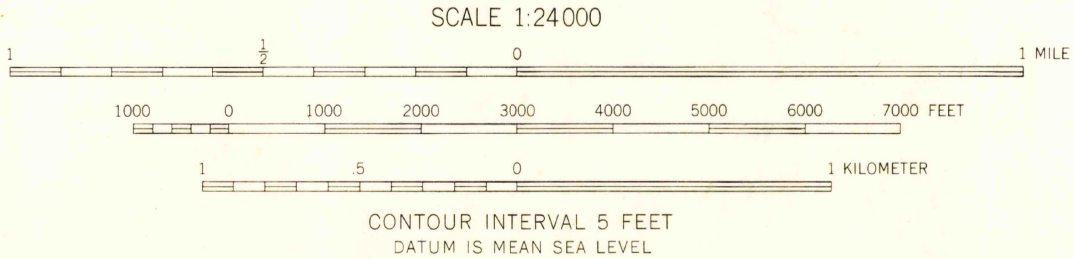 SCALE 1:24000
1 1/2 0 1 MILE
1000 0 1000 2000 3000 4000 5000 6000 7000 FEET
1 .5 0 1 KILOMETER
CONTOUR INTERVAL 5 FEET
DATUM IS MEAN SEA LEVEL